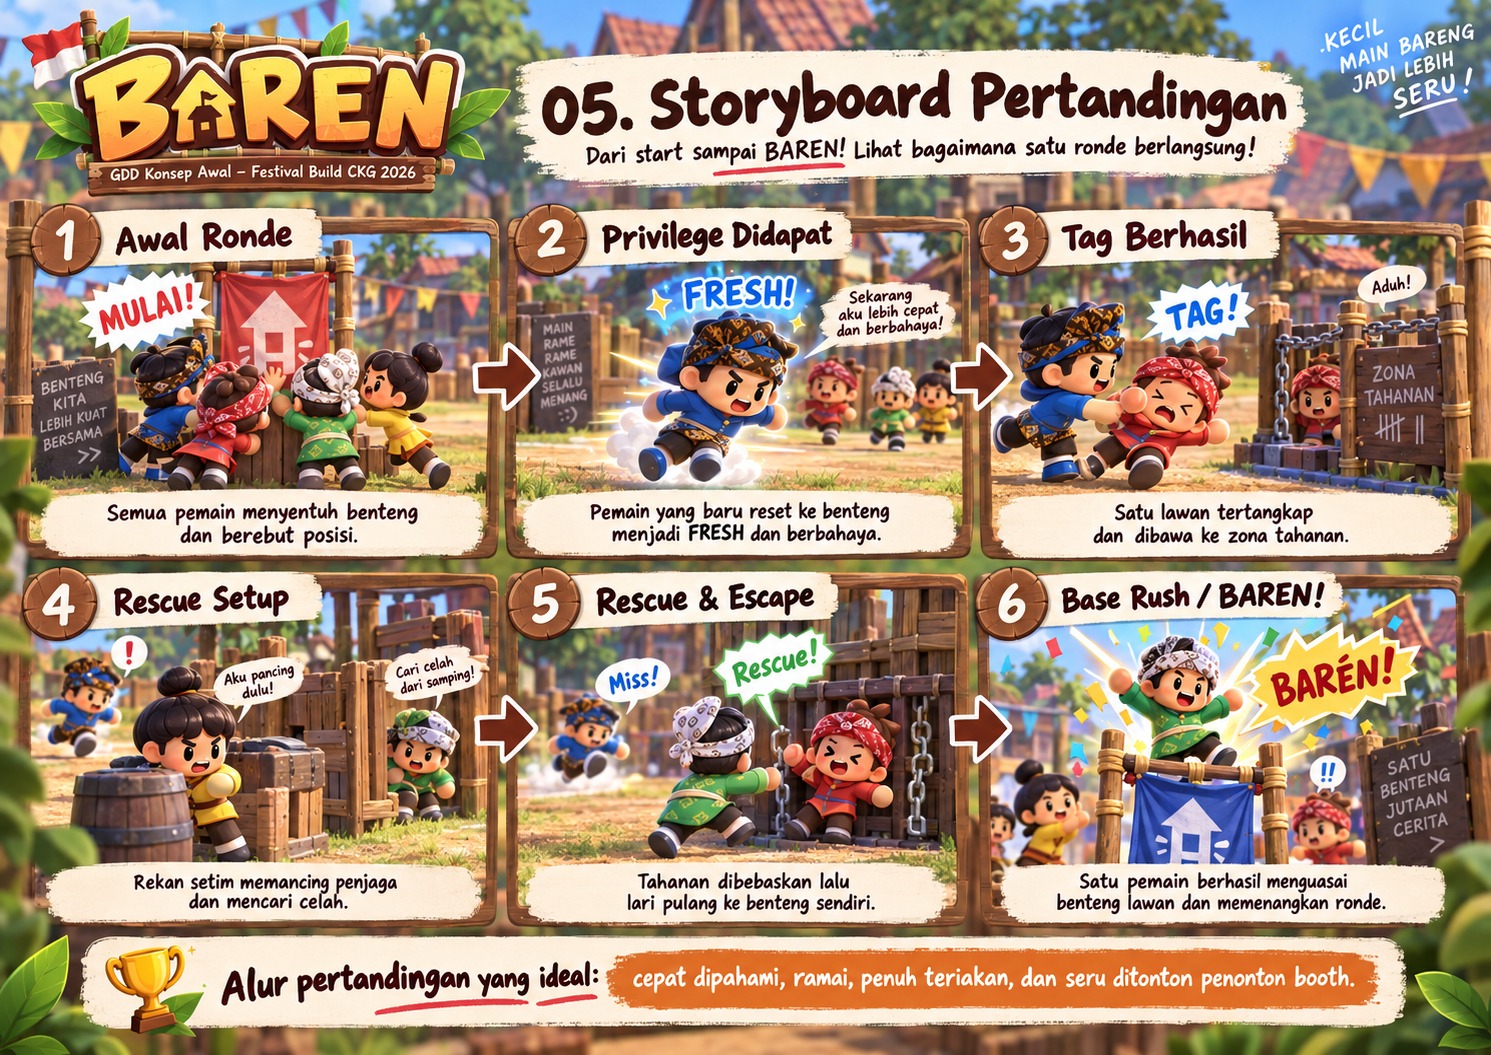 BAREN
GDD Konsep Awal – Festival Build CKG 2026
05. Storyboard Pertandingan
Dari start sampai BAREN! Lihat bagaimana satu ronde berlangsung!
KECIL
MAIN BARENG
JADI LEBIH
SERU!
1 Awal Ronde
MULAI!
BENTENG
KITA
LEBIH KUAT
BERSAMA
>>
Semua pemain menyentuh benteng
dan berebut posisi.
2 Privilege Didapat
FRESH!
Sekarang
aku lebih cepat
dan berbahaya!
MAIN
RAME
RAME
KAWAN
SELALU
MENANG
:)
Pemain yang baru reset ke benteng
menjadi FRESH dan berbahaya.
3 Tag Berhasil
TAG!
Aduh!
ZONA
TAHANAN
Satu lawan tertangkap
dan dibawa ke zona tahanan.
4 Rescue Setup
!
Aku pancing
dulu!
Cari celah
dari samping!
Rekan setim memancing penjaga
dan mencari celah.
5 Rescue & Escape
Miss!
Rescue!
Tahanan dibebaskan lalu
lari pulang ke benteng sendiri.
6 Base Rush / BAREN!
BARÉN!
!!
SATU
BENTENG
JUTAAN
CERITA
>
Satu pemain berhasil menguasai
benteng lawan dan memenangkan ronde.
Alur pertandingan yang ideal: cepat dipahami, ramai, penuh teriakan, dan seru ditonton penonton booth.